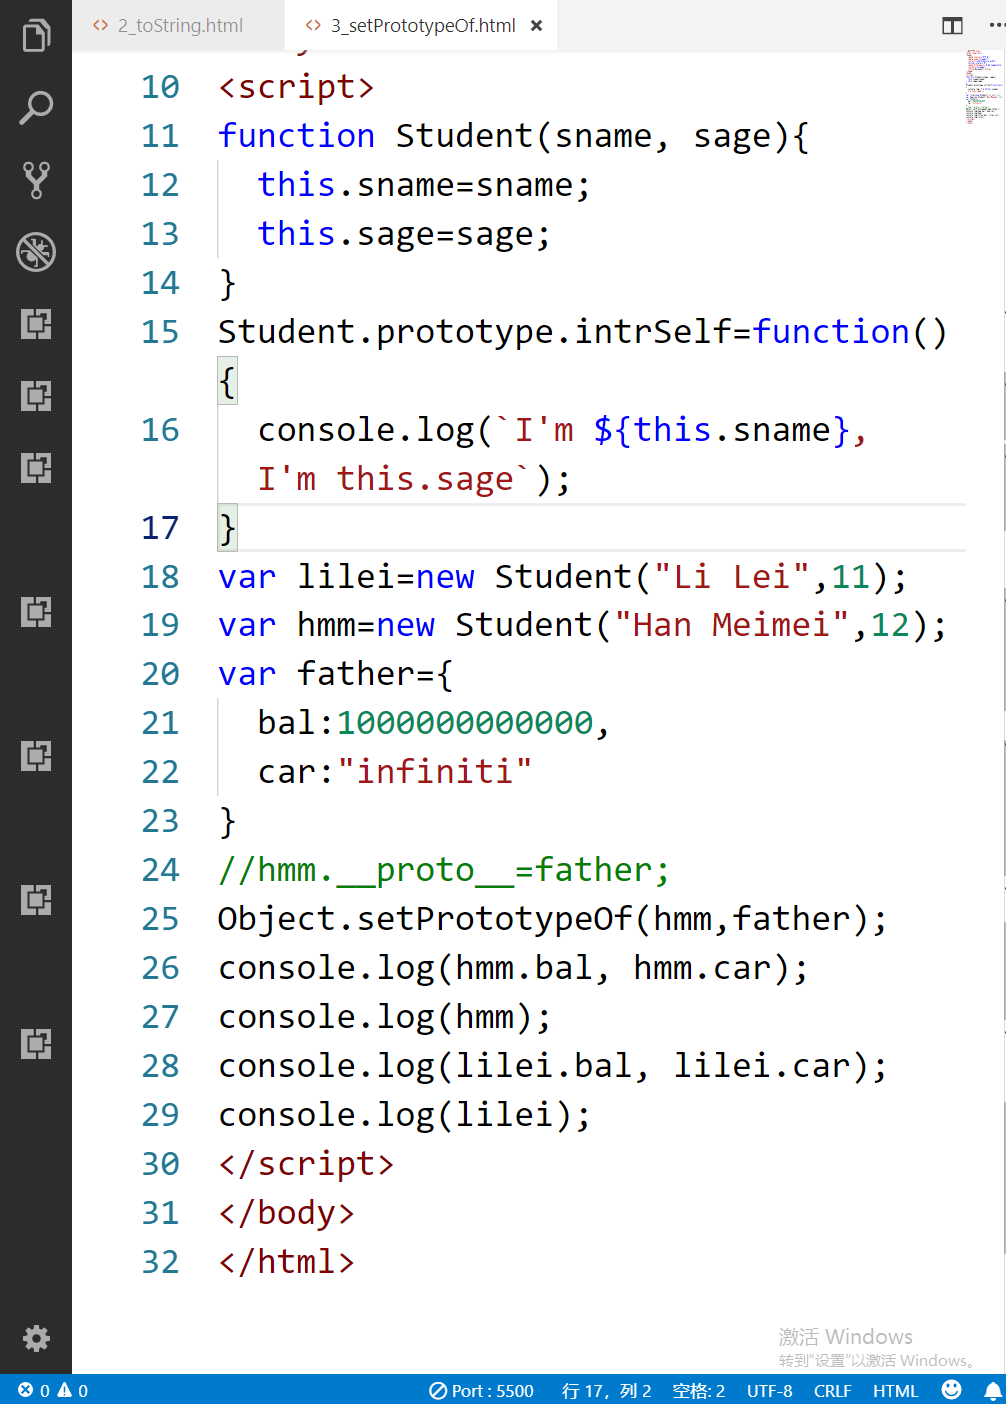 2_toString.html
3_setPrototypeOf.html
10 <script>
11 function Student(sname, sage){
12 this.sname=sname;
13 this.sage=sage;
14 }
15 Student.prototype.intrSelf=function()
{
16 console.log(`I'm ${this.sname},
I'm this.sage`);
17 }
18 var lilei=new Student("Li Lei",11);
19 var hmm=new Student("Han Meimei",12);
20 var father={
21 bal:1000000000000,
22 car:"infiniti"
23 }
24 //hmm.__proto__=father;
25 Object.setPrototypeOf(hmm,father);
26 console.log(hmm.bal, hmm.car);
27 console.log(hmm);
28 console.log(lilei.bal, lilei.car);
29 console.log(lilei);
30 </script>
31 </body>
32 </html>
激活 Windows
转到“设置”以激活 Windows。
0 0 Port : 5500 行 17，列 2 空格: 2 UTF-8 CRLF HTML